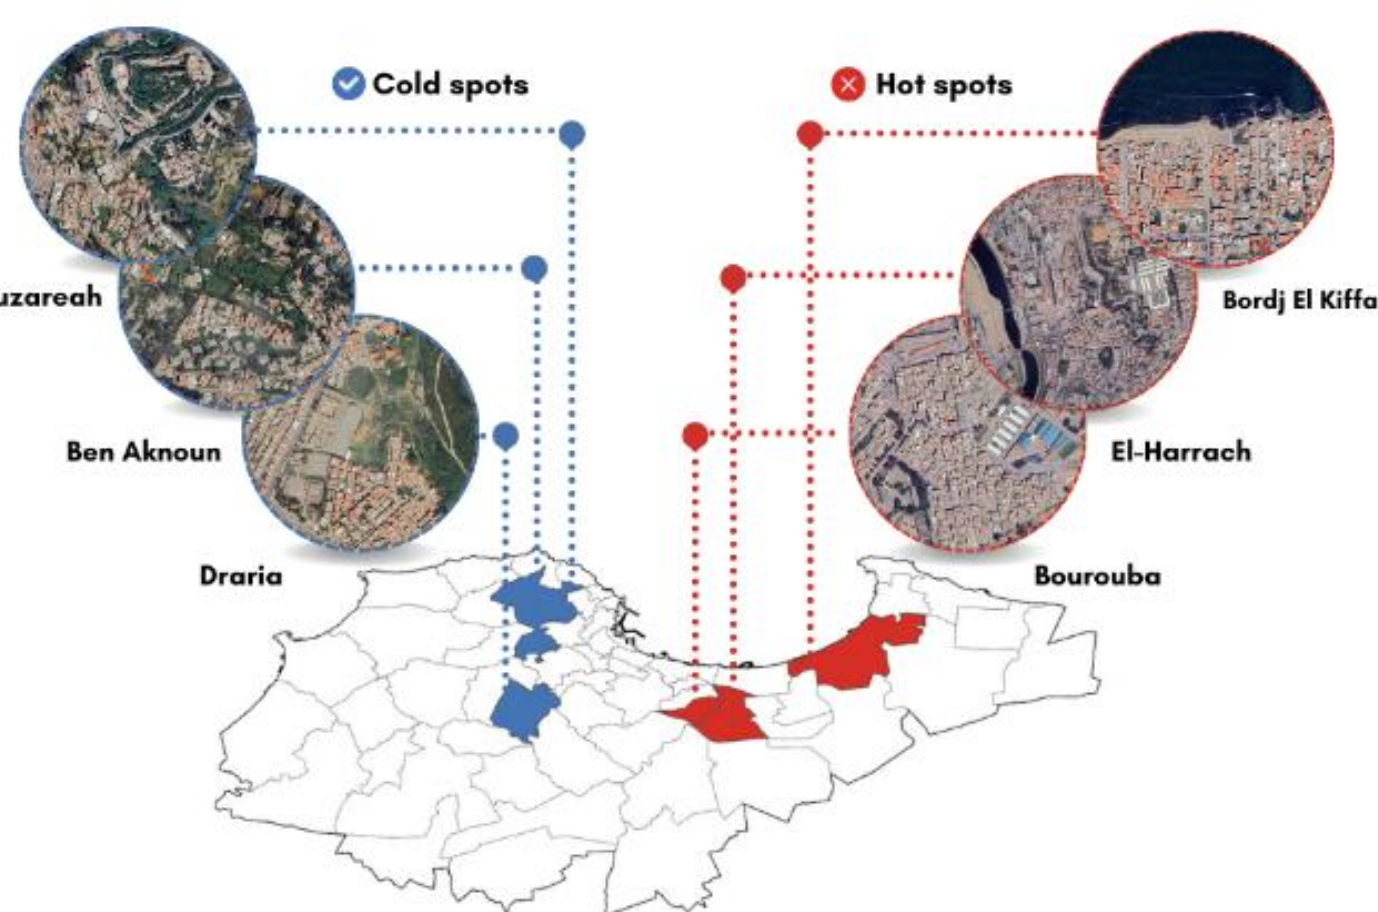 Cold spots
Hot spots
uzareah
Bordj El Kiffa
Ben Aknoun
El-Harrach
Draria
Bourouba